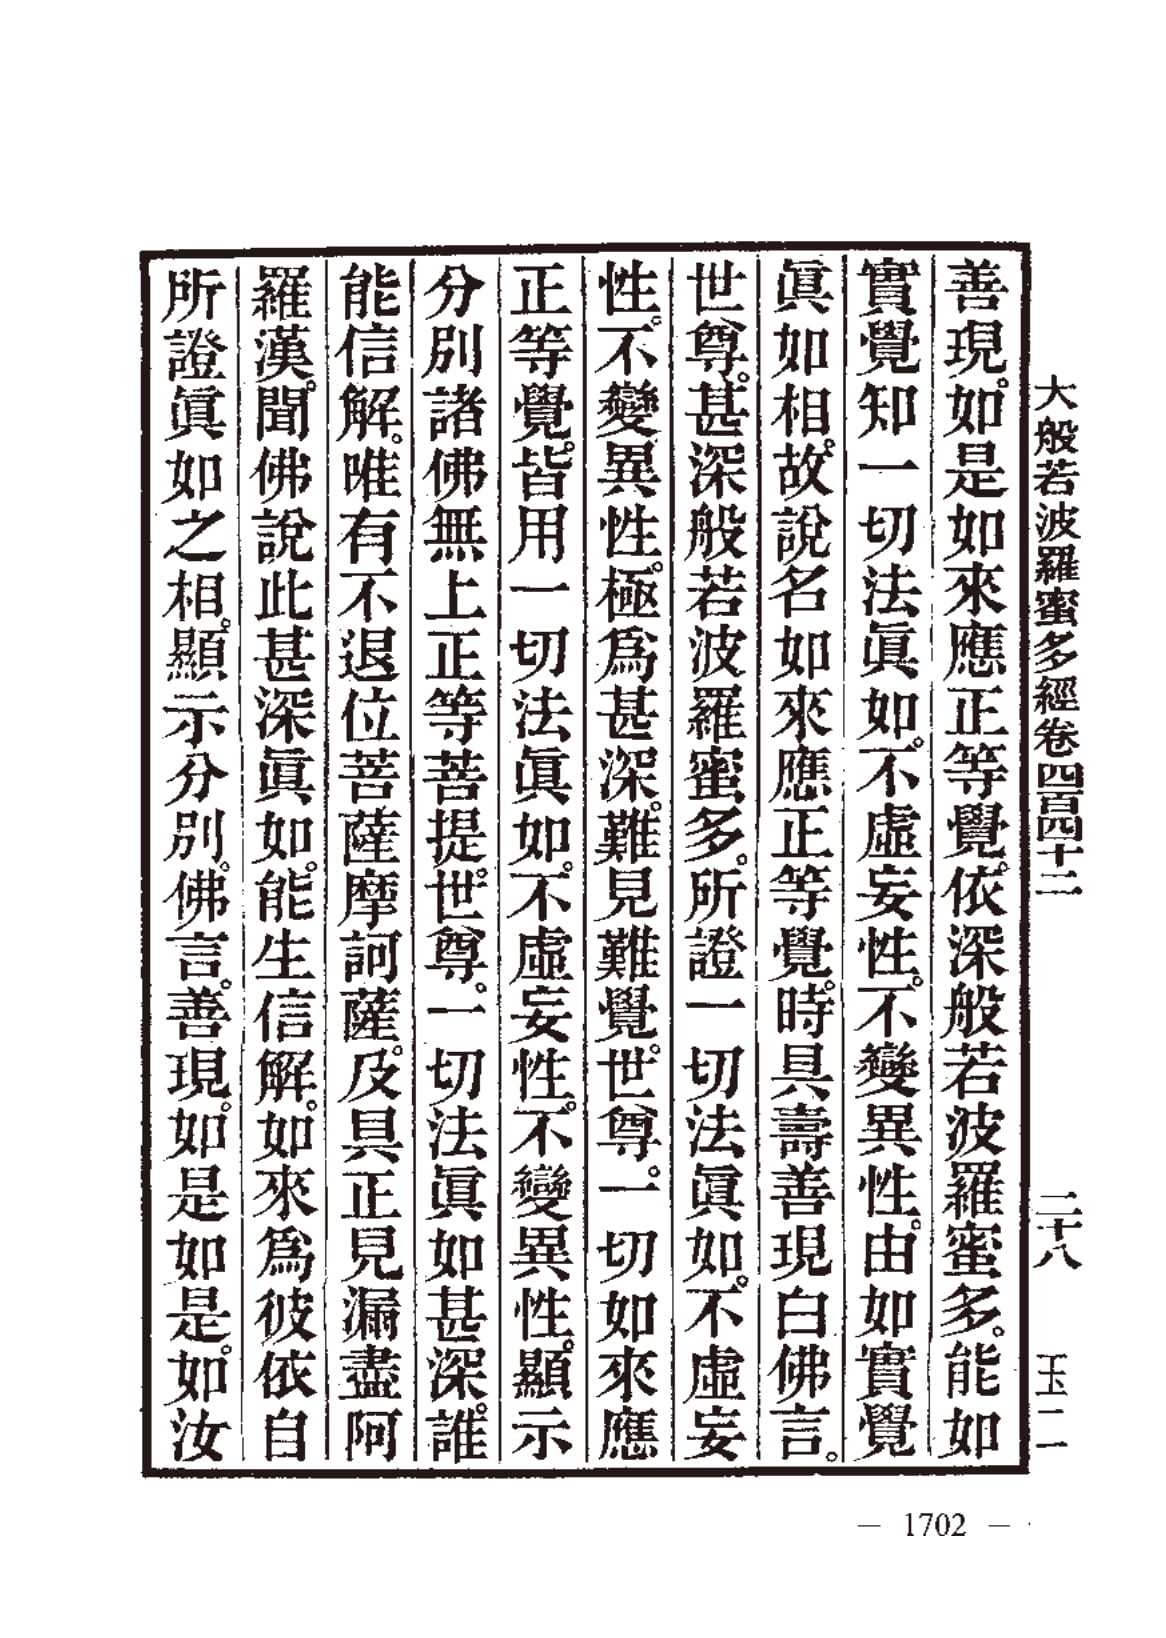 大般若波羅蜜多經卷四百四十二 二十八 玉二一
善現。如是如來應正等覺。依深般若波羅蜜多。能如
實覺知一切法眞如。不虛妄性。不變異性。由如實覺
眞如相。故說名如來應正等覺。時具壽善現白佛言。
世尊。甚深般若波羅蜜多。所證一切法眞如。不虛妄
性。不變異性。極爲甚深。難見難覺。世尊。一切如來應
正等覺。皆用一切法眞如。不虛妄性。不變異性。顯示
分別諸佛無上正等菩提。世尊。一切法眞如甚深。誰
能信解。唯有不退位菩薩摩訶薩。及具正見漏盡阿
羅漢。聞佛說此甚深眞如。能生信解。如來爲彼依自
所證眞如之相。顯示分別。佛言。善現。如是如是。如汝
— 1702 —